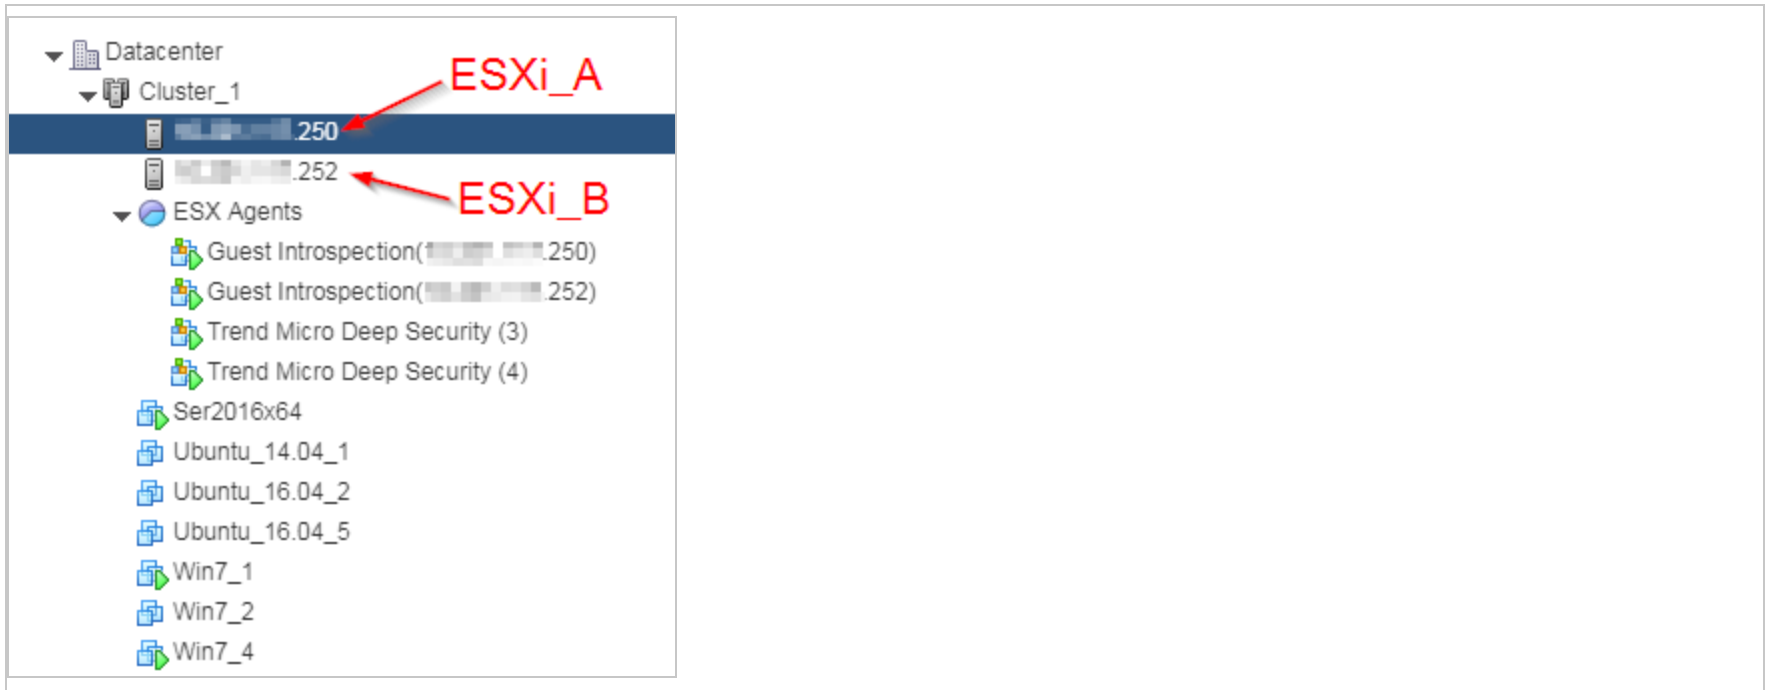 Datacenter
Cluster_1
ESXi_A
.250
.252
ESXi_B
ESX Agents
Guest Introspection( .250)
Guest Introspection( .252)
Trend Micro Deep Security (3)
Trend Micro Deep Security (4)
Ser2016x64
Ubuntu_14.04_1
Ubuntu_16.04_2
Ubuntu_16.04_5
Win7_1
Win7_2
Win7_4